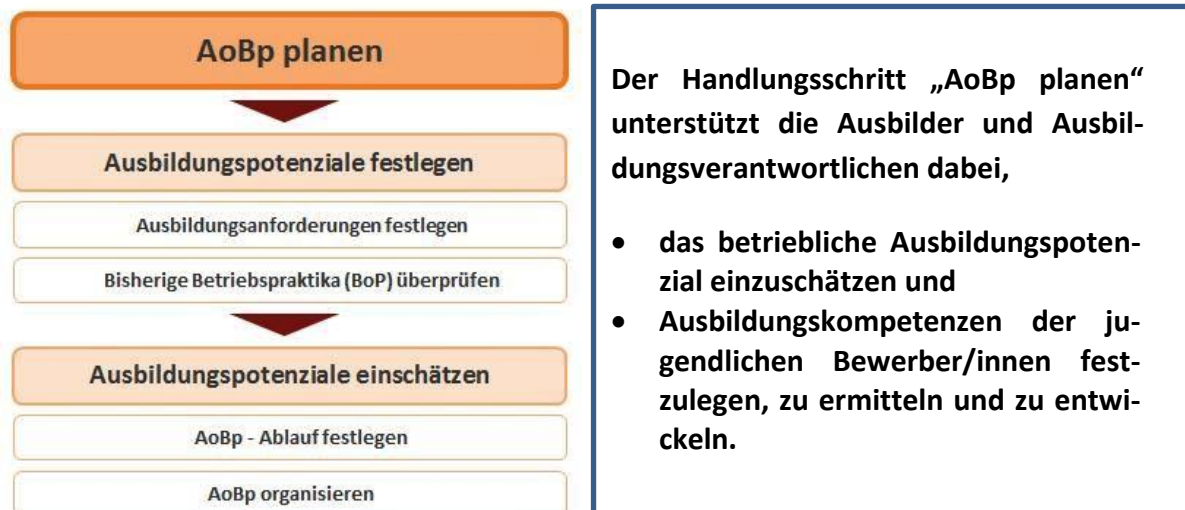 AoBp planen
Ausbildungspotenziale festlegen
Ausbildungsanforderungen festlegen
Bisherige Betriebspraktika (BoP) überprüfen
Ausbildungspotenziale einschätzen
AoBp - Ablauf festlegen
AoBp organisieren
Der Handlungsschritt „AoBp planen“
unterstützt die Ausbilder und Ausbil-
dungsverantwortlichen dabei,
• das betriebliche Ausbildungspoten-
zial einzuschätzen und
• Ausbildungskompetenzen der ju-
gendlichen Bewerber/innen fest-
zulegen, zu ermitteln und zu entwi-
ckeln.